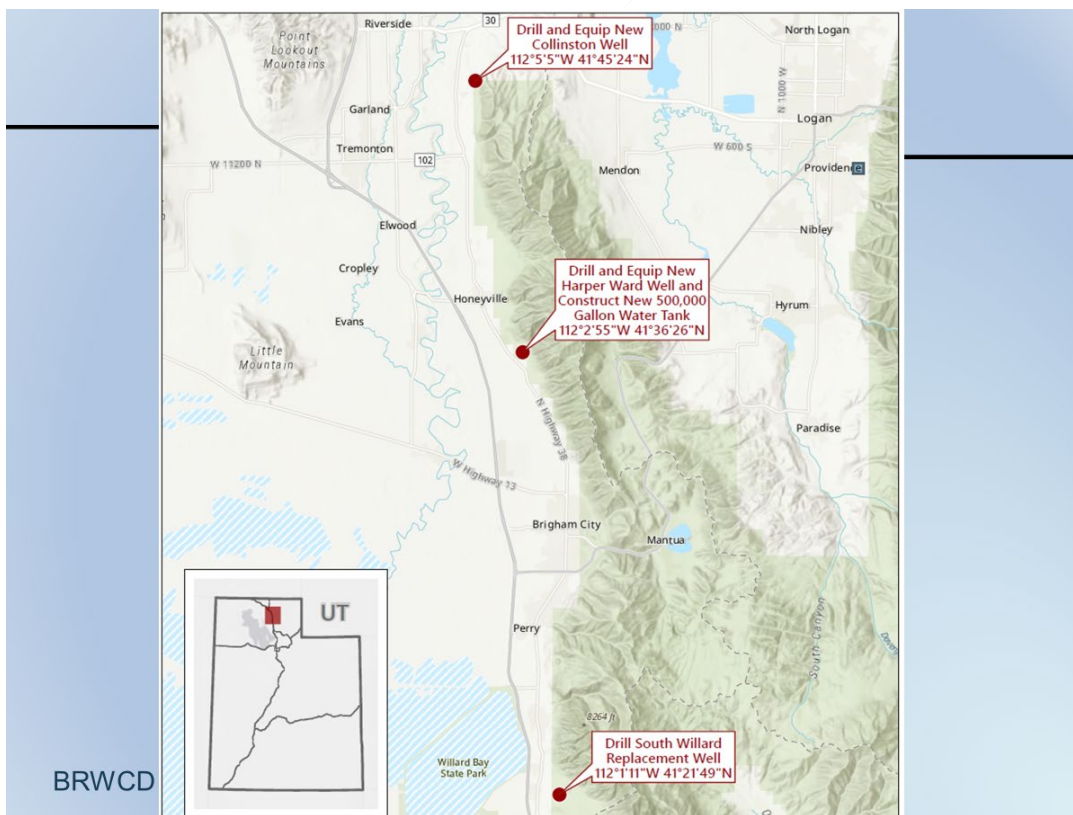 Riverside
30
Drill and Equip New
Collinston Well
112°5'5"W 41°45'24"N
North Logan
Point
Lookout
Mountains
N 1000 W
Garland
Logan
Tremonton
102
W 600 S
W 11200 N
Mendon
Providence
Elwood
Nibley
Cropley
Drill and Equip New
Harper Ward Well and
Construct New 500,000
Gallon Water Tank
112°2'55"W 41°36'26"N
Honeyville
Hyrum
Evans
Little
Mountain
N Highway 38
Paradise
W Highway 13
Brigham City
Mantua
UT
Perry
South Canyon
8264 ft
Drill South Willard
Replacement Well
112°1'11"W 41°21'49"N
Willard Bay
State Park
BRWCD